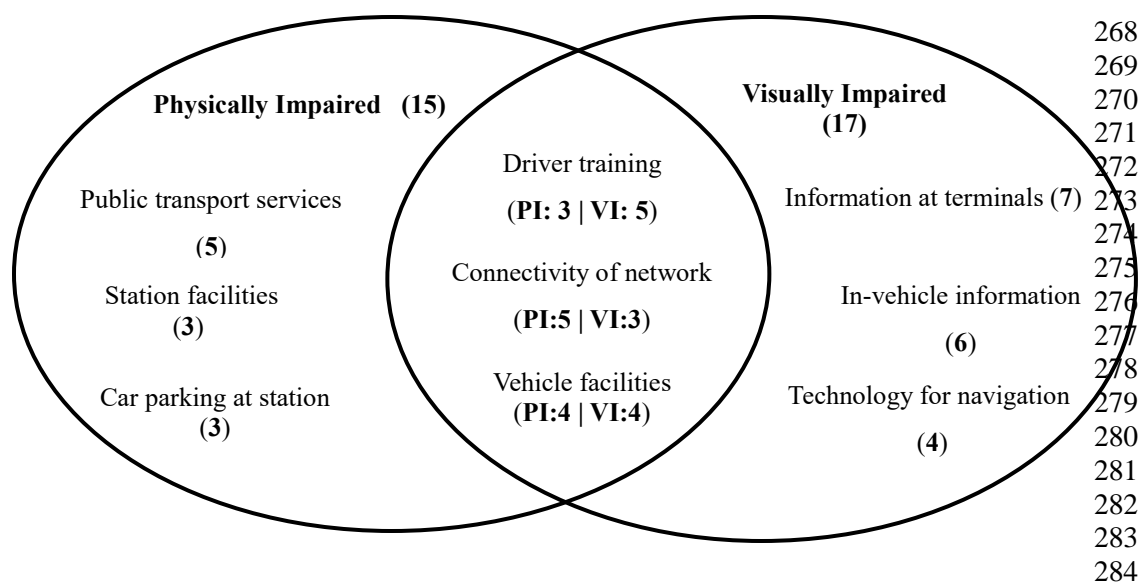 Physically Impaired (15)
Public transport services
(5)
Station facilities
(3)
Car parking at station
(3)
Driver training
(PI: 3 | VI: 5)
Connectivity of network
(PI:5 | VI:3)
Vehicle facilities
(PI:4 | VI:4)
Visually Impaired
(17)
Information at terminals (7)
In-vehicle information
(6)
Technology for navigation
(4)
268
269
270
271
272
273
274
275
276
277
278
279
280
281
282
283
284